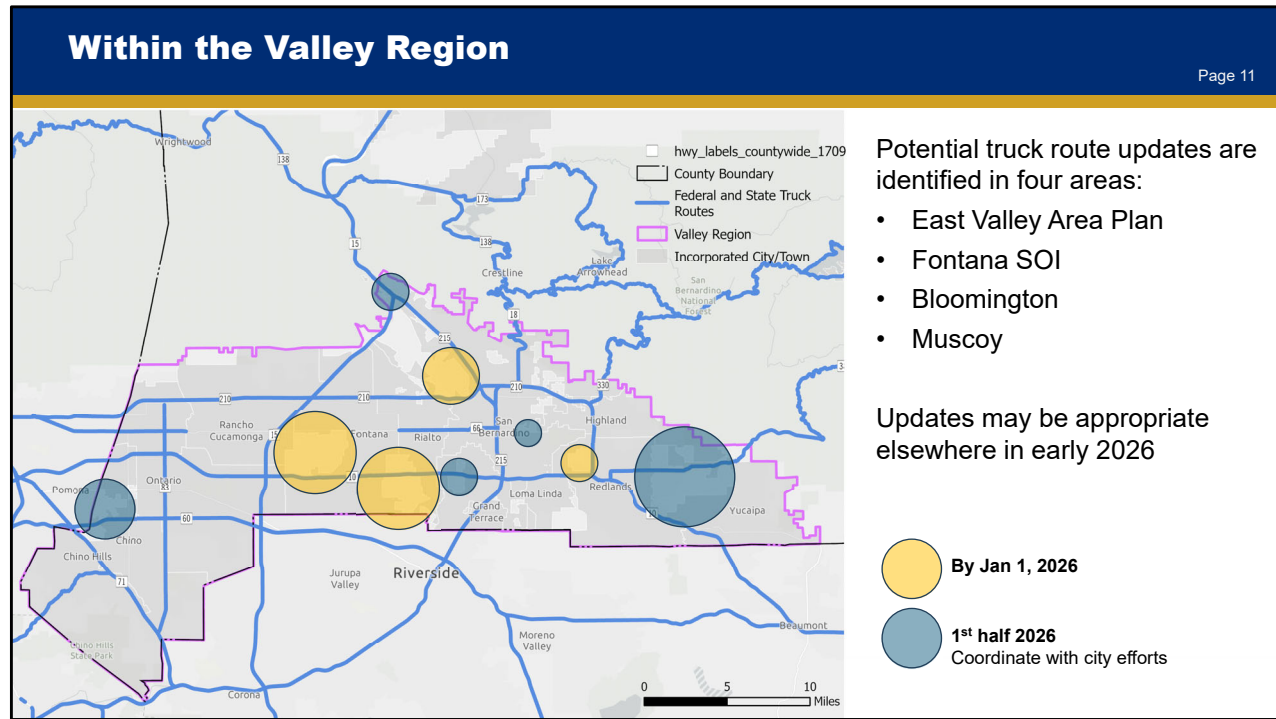 Within the Valley Region
Page 11
Wrightwood
138
hwy_labels_countywide_1709
County Boundary
Federal and State Truck
Routes
Valley Region
Incorporated City/Town
173
15
138
Crestline
Lake
Arrowhead
San
Bernardino
National
Forest
18
215
210
210
210
330
Rancho
Cucamonga
15
Fontana
Rialto
66
San
Bernardino
Highland
215
Pomona
Ontario
83
10
Loma Linda
Redlands
Grand
Terrace
10
Yucaipa
60
Chino
Chino Hills
71
Jurupa
Valley
Riverside
Chino Hills
State Park
Moreno
Valley
Beaumont
Corona
0 5 10
Miles
Potential truck route updates are
identified in four areas:
• East Valley Area Plan
• Fontana SOI
• Bloomington
• Muscoy
Updates may be appropriate
elsewhere in early 2026
By Jan 1, 2026
1st half 2026
Coordinate with city efforts